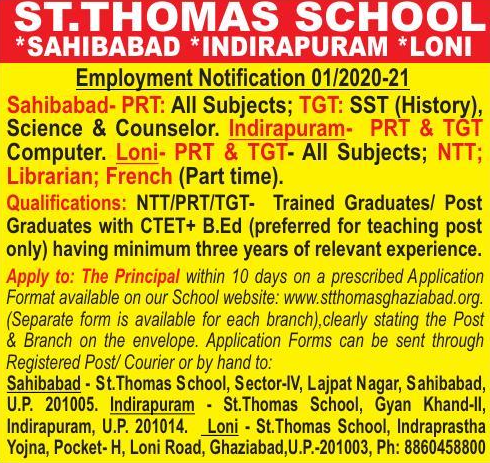 ST.THOMAS SCHOOL
*SAHIBABAD *INDIRAPURAM *LONI
Employment Notification 01/2020-21
Sahibabad- PRT: All Subjects; TGT: SST (History),
Science & Counselor. Indirapuram- PRT & TGT
Computer. Loni- PRT & TGT- All Subjects; NTT;
Librarian; French (Part time).
Qualifications: NTT/PRT/TGT- Trained Graduates/ Post
Graduates with CTET+ B.Ed (preferred for teaching post
only) having minimum three years of relevant experience.
Apply to: The Principal within 10 days on a prescribed Application
Format available on our School website: www.stthomasghaziabad.org.
(Separate form is available for each branch),clearly stating the Post
& Branch on the envelope. Application Forms can be sent through
Registered Post/ Courier or by hand to:
Sahibabad - St.Thomas School, Sector-IV, Lajpat Nagar, Sahibabad,
U.P. 201005. Indirapuram - St.Thomas School, Gyan Khand-II,
Indirapuram, U.P. 201014. Loni - St.Thomas School, Indraprastha
Yojna, Pocket- H, Loni Road, Ghaziabad,U.P.-201003, Ph: 8860458800